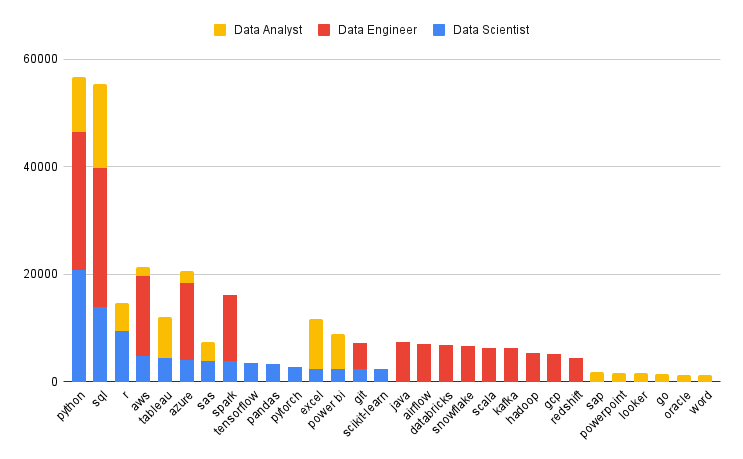 Data Analyst Data Engineer Data Scientist
60000
40000
20000
0
python sql r aws tableau azure sas spark tensorflow pandas pytorch excel power bi git scikit-learn java airflow databricks snowflake scala kafka hadoop gcp redshift sap powerpoint looker go oracle word